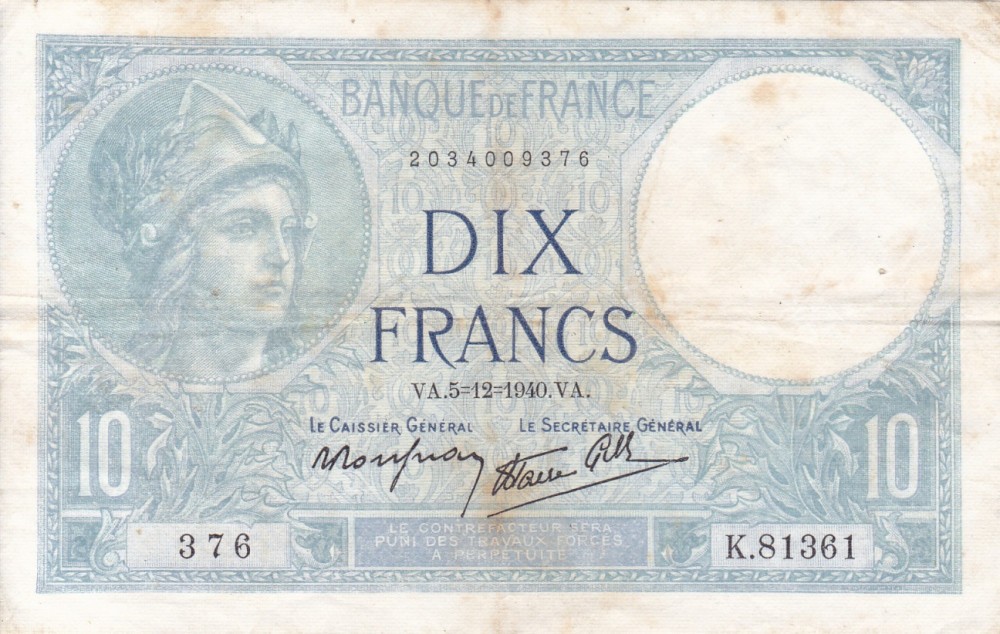 BANQUE DE FRANCE
2034009376
DIX
FRANCS
VA.5=12=1940.VA.
LE CAISSIER GÉNÉRAL LE SECRÉTAIRE GÉNÉRAL
10 10
LE CONTREFACTEUR SERA
PUNI DES TRAVAUX FORCÉS
À PERPÉTUITÉ
376 K.81361